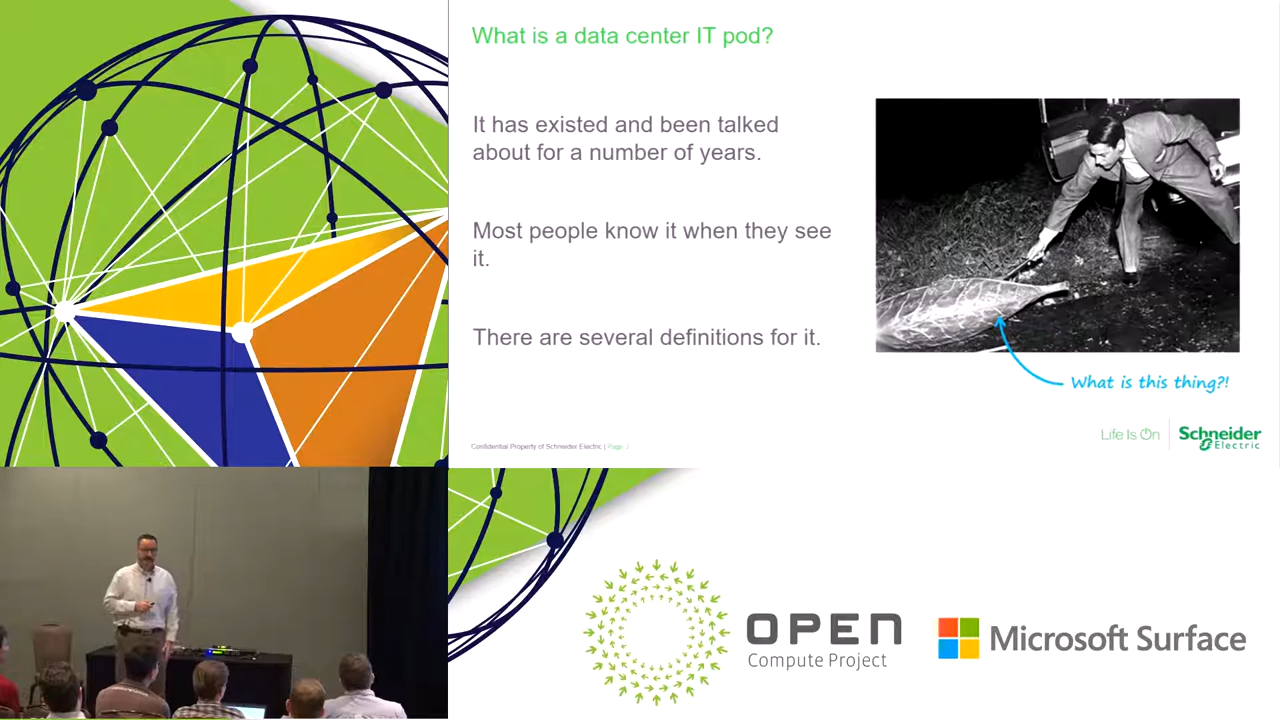 What is a data center IT pod?
It has existed and been talked
about for a number of years.
Most people know it when they see
it.
There are several definitions for it.
What is this thing?!
Confidential Property of Schneider Electric | Page
Life Is On
Schneider
Electric
OPEN
Compute Project
Microsoft Surface